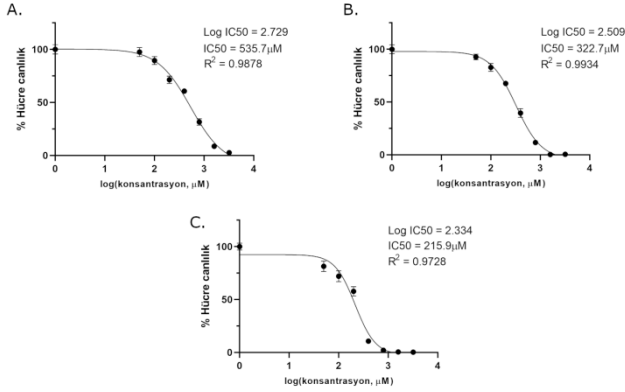 A.
Log IC50 = 2.729
IC50 = 535.7μM
R² = 0.9878
% Hücre canlılık
100
50
0
0 1 2 3 4
log(konsantrasyon, μM)
B.
Log IC50 = 2.509
IC50 = 322.7μM
R² = 0.9934
% Hücre canlılık
100
50
0
0 1 2 3 4
log(konsantrasyon, μM)
C.
Log IC50 = 2.334
IC50 = 215.9μM
R² = 0.9728
% Hücre canlılık
100
50
0
0 1 2 3 4
log(konsantrasyon, μM)